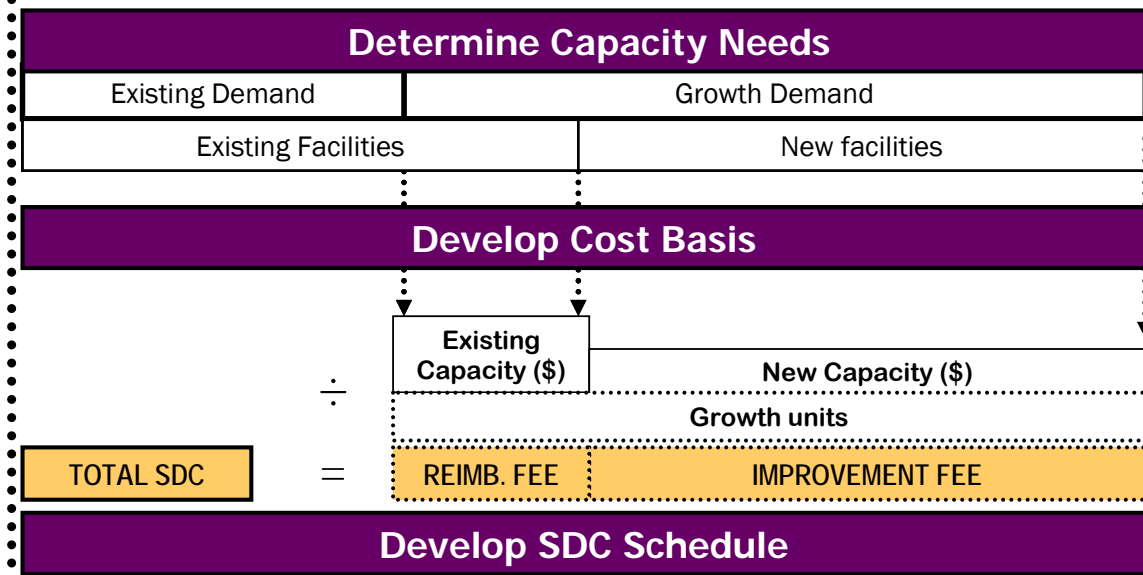 Determine Capacity Needs
Existing Demand Growth Demand
Existing Facilities New facilities
Develop Cost Basis
Existing
Capacity ($) New Capacity ($)
÷
Growth units
TOTAL SDC = REIMB. FEE IMPROVEMENT FEE
Develop SDC Schedule